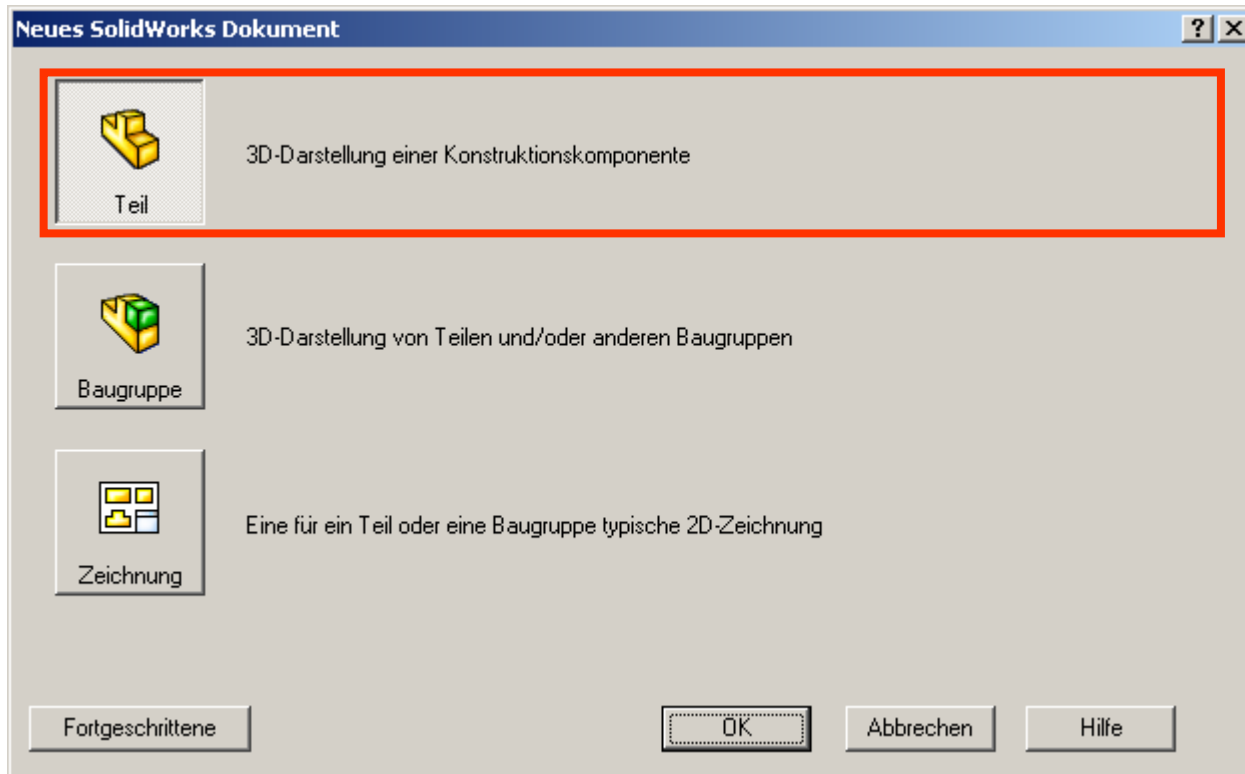 Neues SolidWorks Dokument
3D-Darstellung einer Konstruktionskomponente
Teil
3D-Darstellung von Teilen und/oder anderen Baugruppen
Baugruppe
Eine für ein Teil oder eine Baugruppe typische 2D-Zeichnung
Zeichnung
Fortgeschrittene OK Abbrechen Hilfe